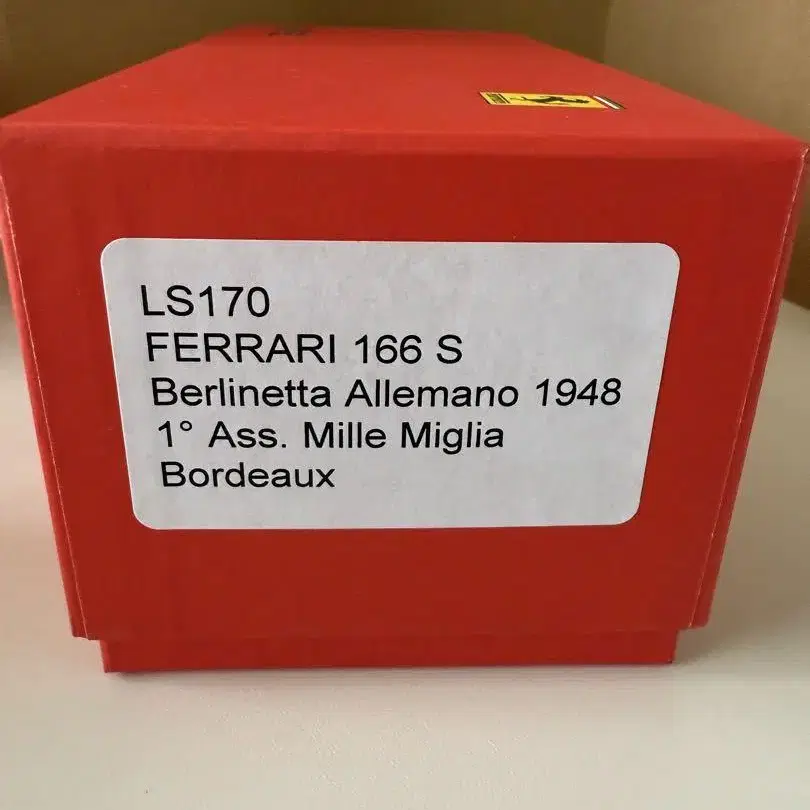 LS170
FERRARI 166 S
Berlinetta Allemano 1948
1° Ass. Mille Miglia
Bordeaux